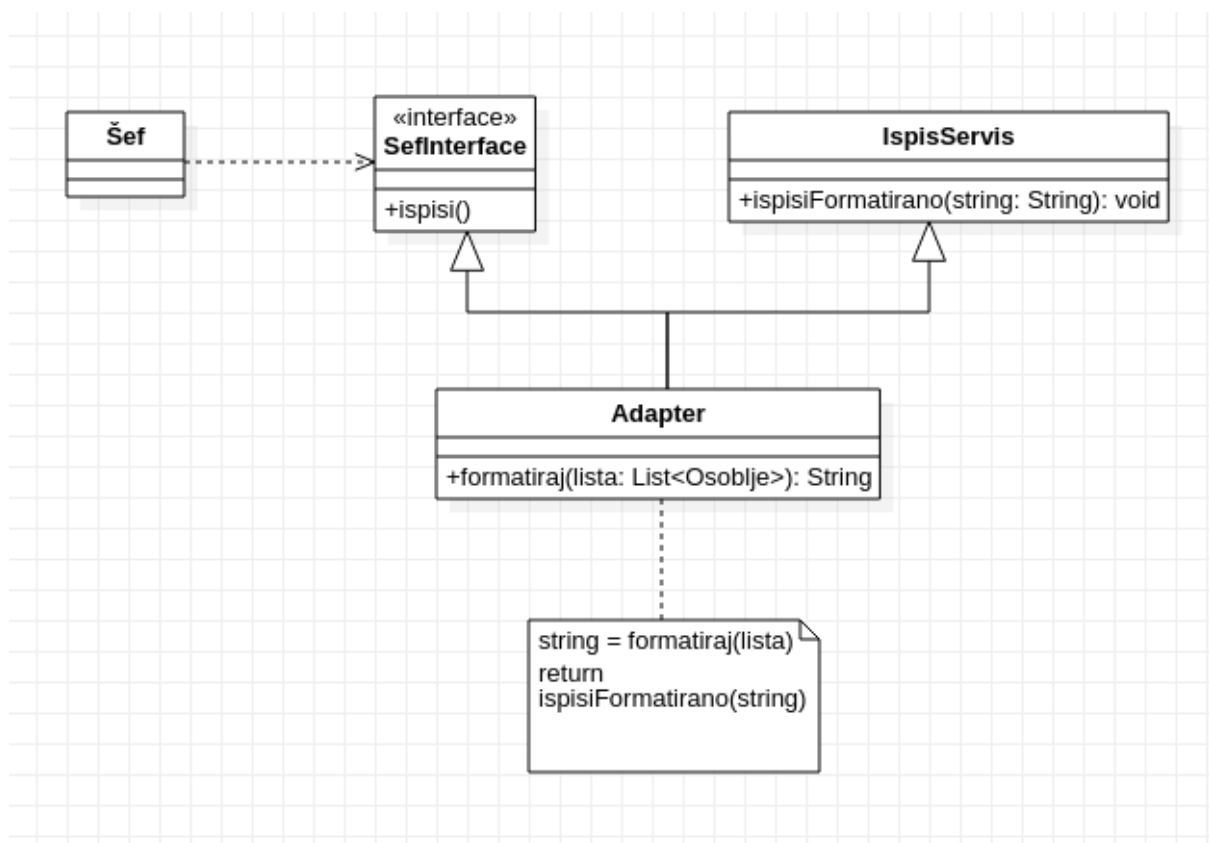 Šef
«interface»
SefInterface
+ispisi()
IspisServis
+ispisiFormatirano(string: String): void
Adapter
+formatiraj(lista: List<Osoblje>): String
string = formatiraj(lista)
return
ispisiFormatirano(string)